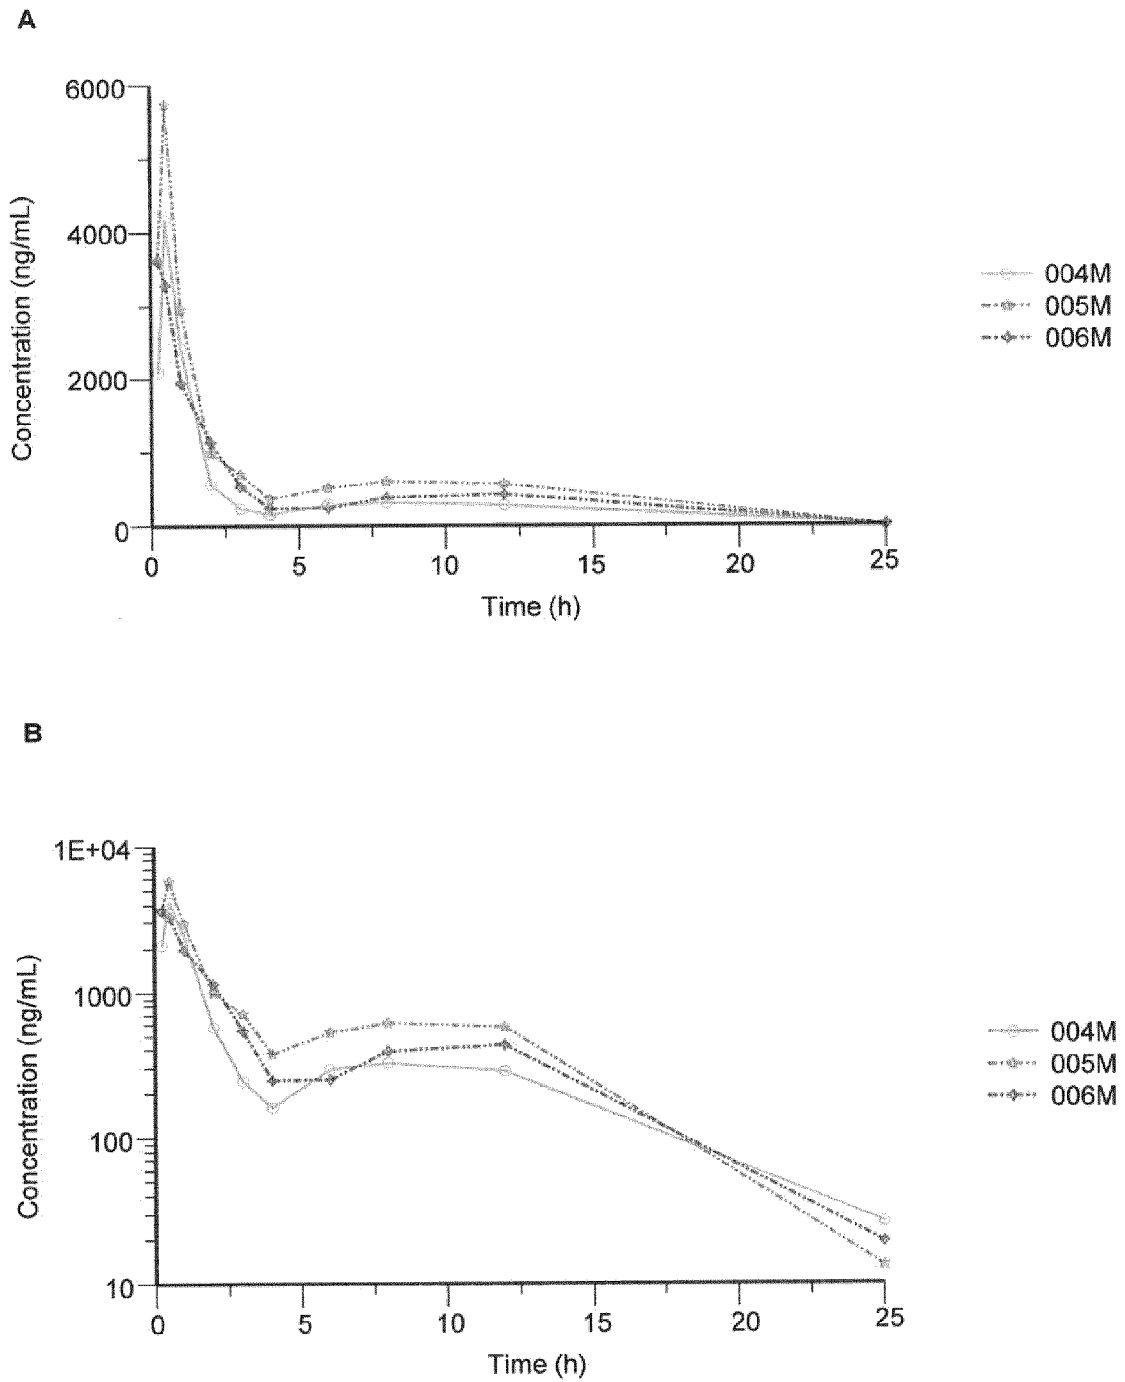 A
6000
4000
2000
0
Concentration (ng/mL)
0 5 10 15 20 25
Time (h)
004M
005M
006M
B
1E+04
1000
100
10
Concentration (ng/mL)
0 5 10 15 20 25
Time (h)
004M
005M
006M